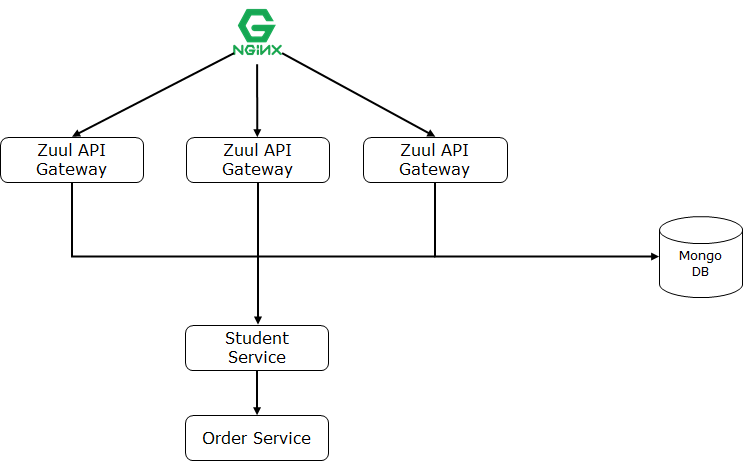 NGINX
Zuul API
Gateway
Zuul API
Gateway
Zuul API
Gateway
Mongo
DB
Student
Service
Order Service